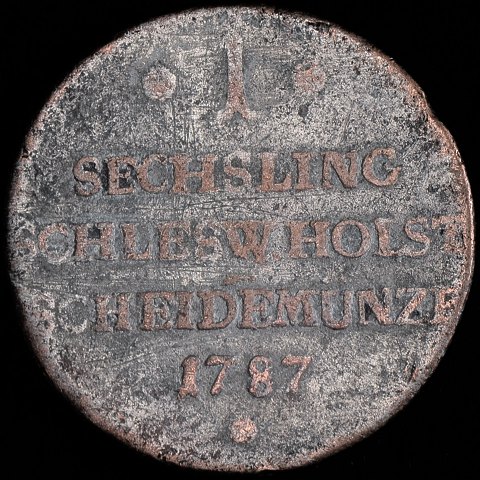 1
SECHSLING
SCHLESW. HOLST
SCHEIDEMUNZE
1787